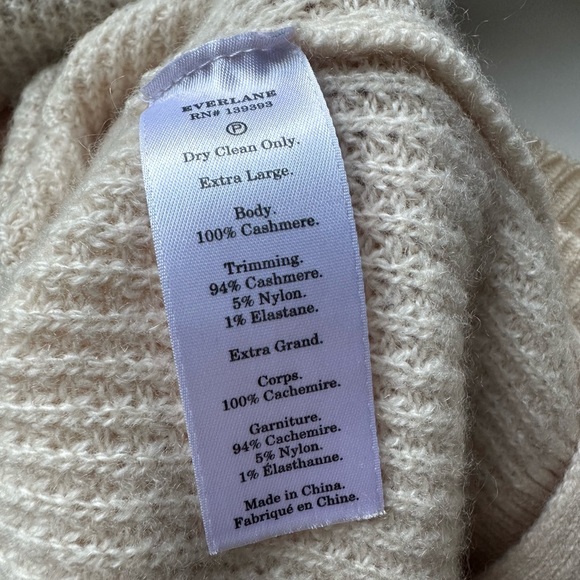 EVERLANE
RN# 139393
P
Dry Clean Only.
Extra Large.
Body.
100% Cashmere.
Trimming.
94% Cashmere.
5% Nylon.
1% Elastane.
Extra Grand.
Corps.
100% Cachemire.
Garniture.
94% Cachemire.
5% Nylon.
1% Élasthanne.
Made in China.
Fabriqué en Chine.